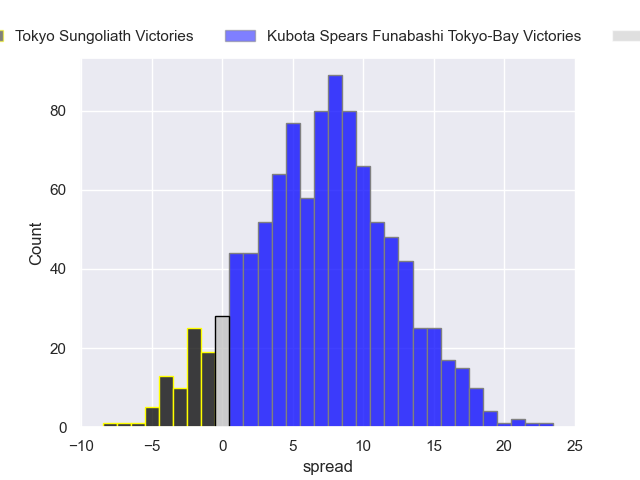 Tokyo Sungoliath Victories Kubota Spears Funabashi Tokyo-Bay Victories
80
60
40
20
0
Count
−10 −5 0 5 10 15 20 25
spread